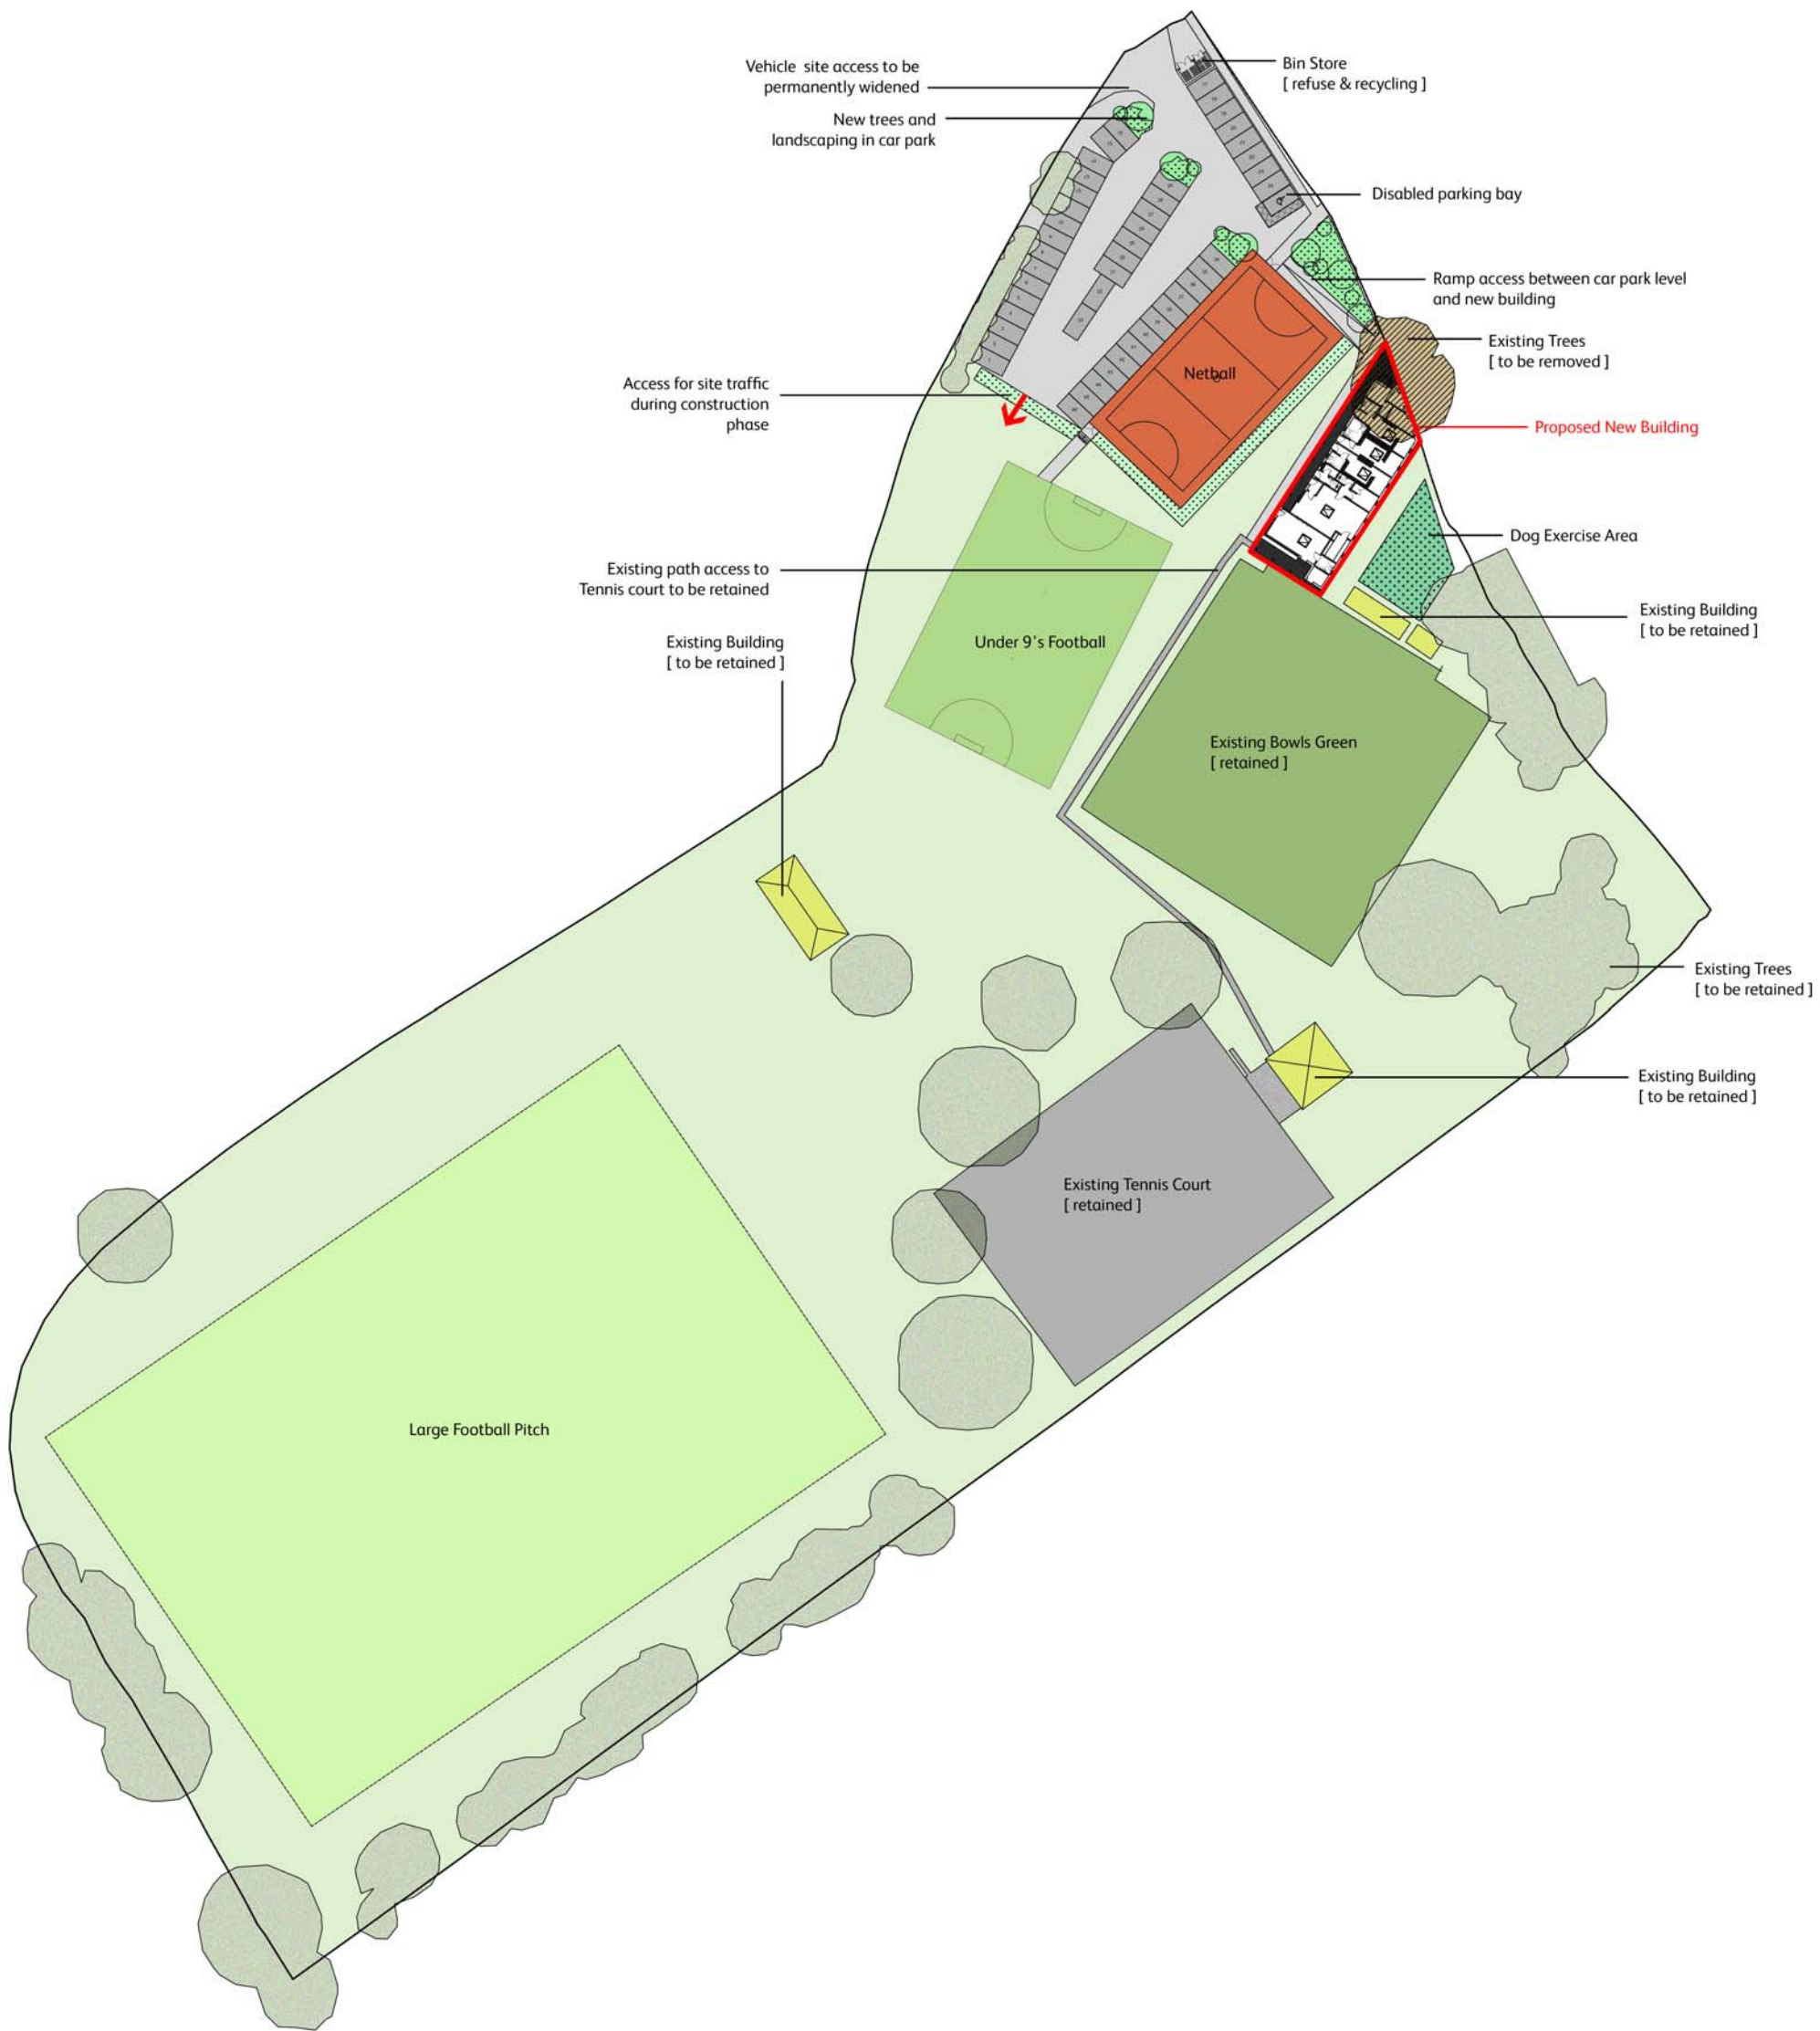 Vehicle site access to be
permanently widened
New trees and
landscaping in car park
Bin Store
[ refuse & recycling ]
Disabled parking bay
Ramp access between car park level
and new building
Existing Trees
[ to be removed ]
Netball
Access for site traffic
during construction
phase
Proposed New Building
Dog Exercise Area
Existing path access to
Tennis court to be retained
Existing Building
[ to be retained ]
Under 9's Football
Existing Building
[ to be retained ]
Existing Bowls Green
[ retained ]
Existing Trees
[ to be retained ]
Existing Building
[ to be retained ]
Existing Tennis Court
[ retained ]
Large Football Pitch